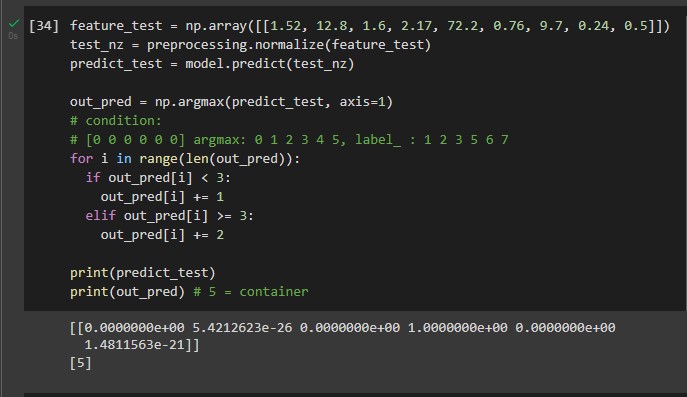 [34] feature_test = np.array([[1.52, 12.8, 1.6, 2.17, 72.2, 0.76, 9.7, 0.24, 0.5]])
0s
test_nz = preprocessing.normalize(feature_test)
predict_test = model.predict(test_nz)
out_pred = np.argmax(predict_test, axis=1)
# condition:
# [0 0 0 0 0 0] argmax: 0 1 2 3 4 5, label_ : 1 2 3 5 6 7
for i in range(len(out_pred)):
  if out_pred[i] < 3:
    out_pred[i] += 1
  elif out_pred[i] >= 3:
    out_pred[i] += 2
print(predict_test)
print(out_pred) # 5 = container
[[0.0000000e+00 5.4212623e-26 0.0000000e+00 1.0000000e+00 0.0000000e+00
  1.4811563e-21]]
[5]